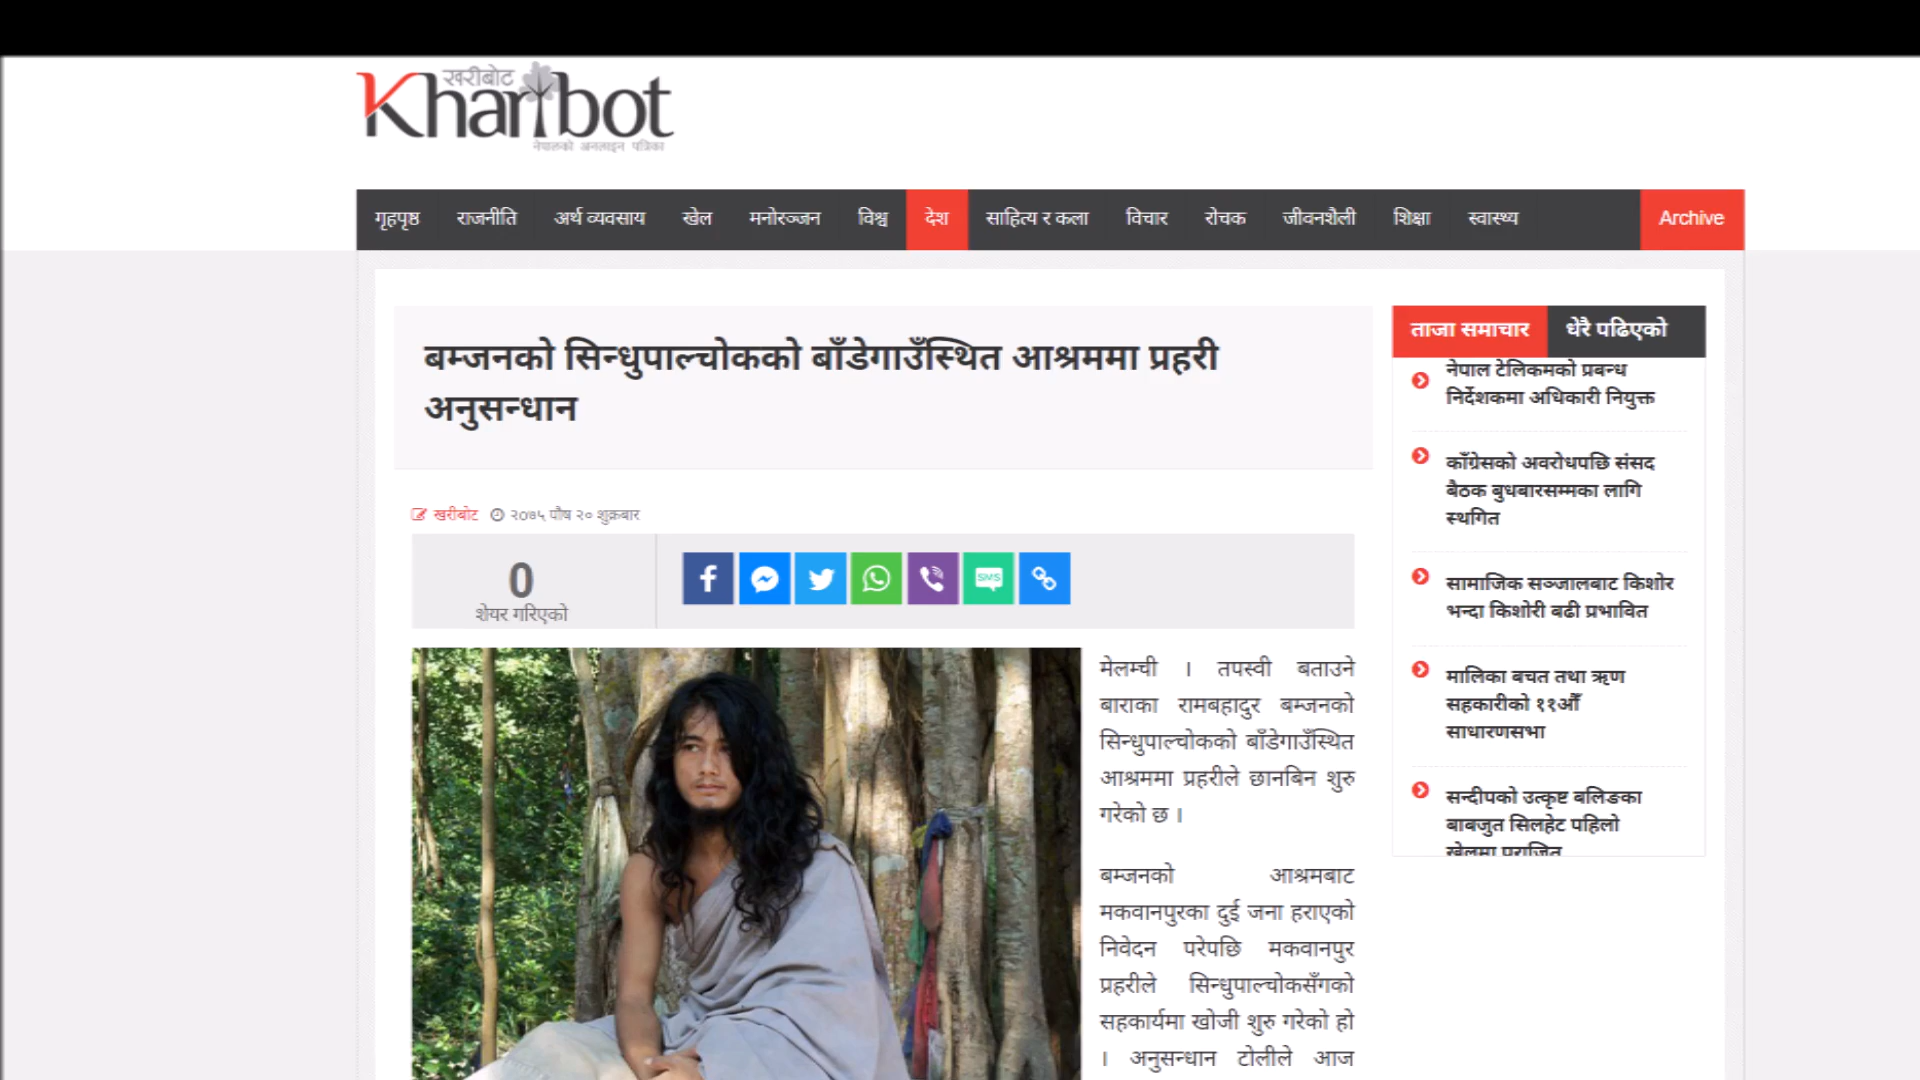 खरीबोट
Kharibot
नेपालको अनलाइन पत्रिका
गृहपृष्ठ राजनीति अर्थ व्यवसाय खेल मनोरञ्जन विश्व देश साहित्य र कला विचार रोचक जीवनशैली शिक्षा स्वास्थ्य Archive
बम्जनको सिन्धुपाल्चोकको बाँडेगाउँस्थित आश्रममा प्रहरी
अनुसन्धान
खरीबोट २०७५ पौष २० शुक्रबार
0
शेयर गरिएको
SMS
मेलम्ची । तपस्वी बताउने
बाराका रामबहादुर बम्जनको
सिन्धुपाल्चोकको बाँडेगाउँस्थित
आश्रममा प्रहरीले छानबिन शुरु
गरेको छ ।
बम्जनको आश्रमबाट
मकवानपुरका दुई जना हराएको
निवेदन परेपछि मकवानपुर
प्रहरीले सिन्धुपाल्चोकसँगको
सहकार्यमा खोजी शुरु गरेको हो
। अनुसन्धान टोलीले आज
ताजा समाचार धेरै पढिएको
नेपाल टेलिकमको प्रबन्ध
निर्देशकमा अधिकारी नियुक्त
काँग्रेसको अवरोधपछि संसद
बैठक बुधबारसम्मका लागि
स्थगित
सामाजिक सञ्जालबाट किशोर
भन्दा किशोरी बढी प्रभावित
मालिका बचत तथा ऋण
सहकारीको ११औँ
साधारणसभा
सन्दीपको उत्कृष्ट बलिङका
बाबजुत सिलहेट पहिलो
खेलमा पराजित